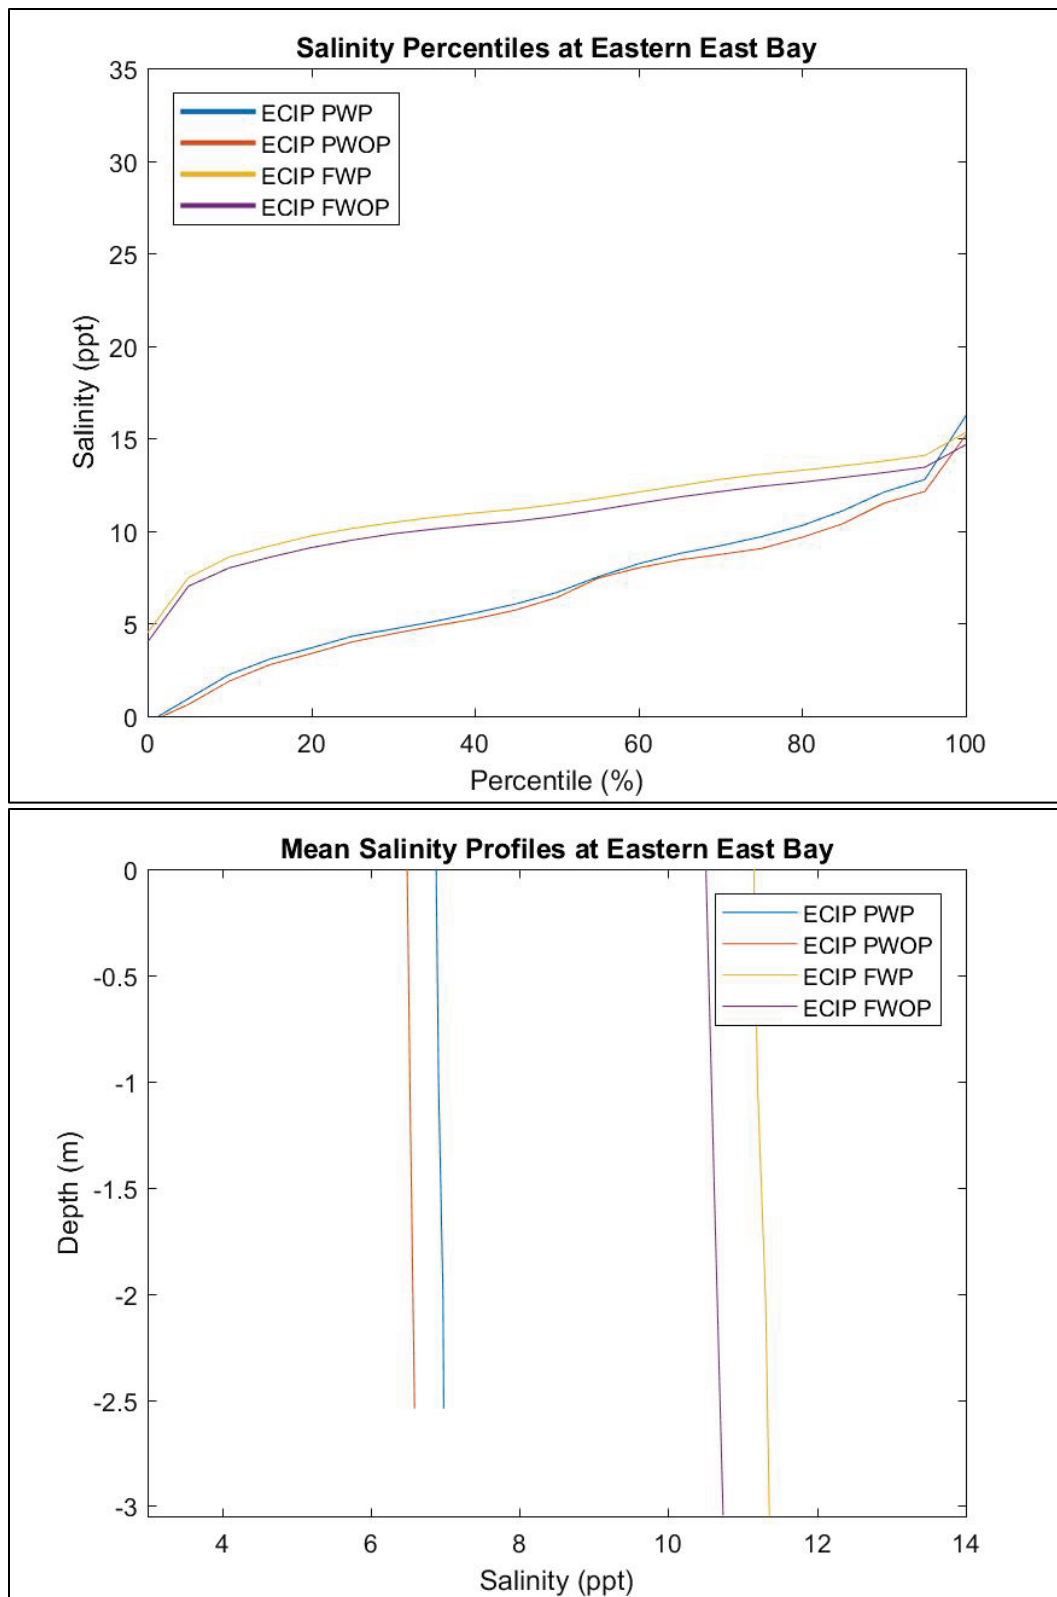 Salinity Percentiles at Eastern East Bay
35
30
25
20
15
10
5
0
Salinity (ppt)
ECIP PWP
ECIP PWOP
ECIP FWP
ECIP FWOP
0 20 40 60 80 100
Percentile (%)
Mean Salinity Profiles at Eastern East Bay
0
-0.5
-1
-1.5
-2
-2.5
-3
Depth (m)
ECIP PWP
ECIP PWOP
ECIP FWP
ECIP FWOP
4 6 8 10 12 14
Salinity (ppt)